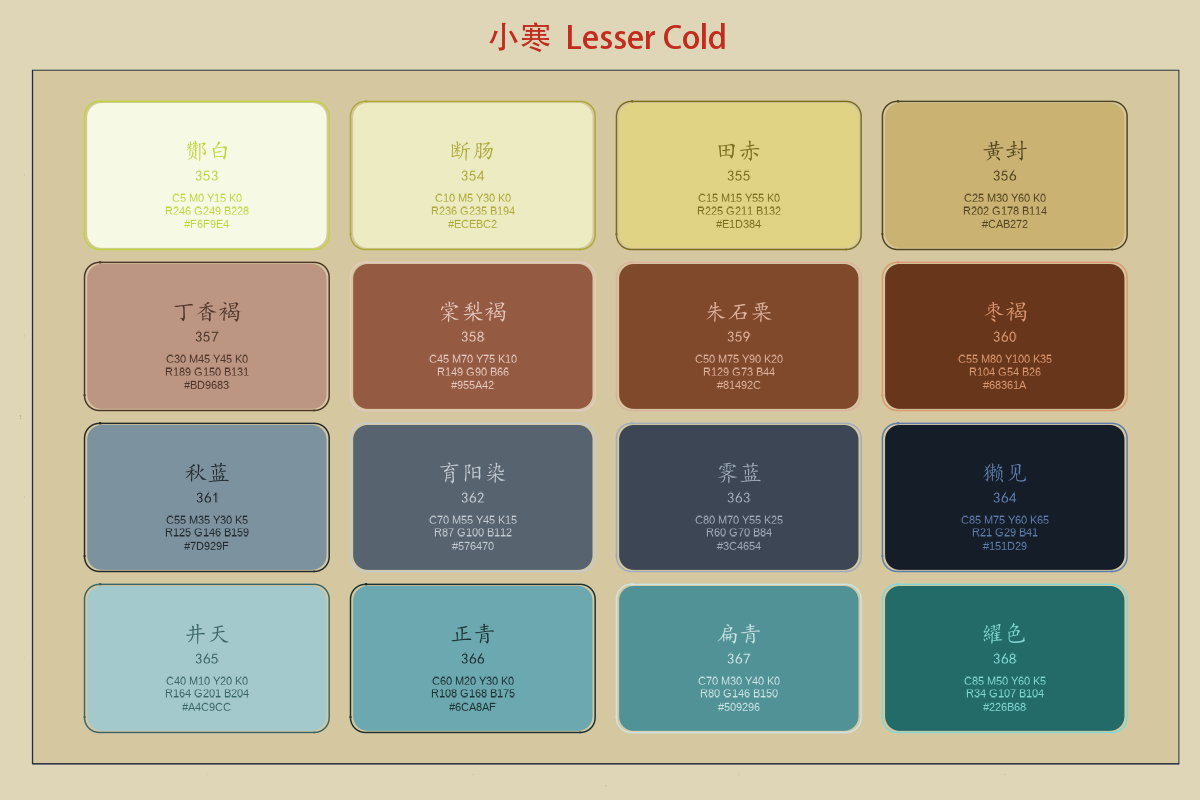 小寒 Lesser Cold
酂白
353
C5 M0 Y15 K0
R246 G249 B228
#F6F9E4
断肠
354
C10 M5 Y30 K0
R236 G235 B194
#ECEBC2
田赤
355
C15 M15 Y55 K0
R225 G211 B132
#E1D384
黄封
356
C25 M30 Y60 K0
R202 G178 B114
#CAB272
丁香褐
357
C30 M45 Y45 K0
R189 G150 B131
#BD9683
棠梨褐
358
C45 M70 Y75 K10
R149 G90 B66
#955A42
朱石栗
359
C50 M75 Y90 K20
R129 G73 B44
#81492C
枣褐
360
C55 M80 Y100 K35
R104 G54 B26
#68361A
秋蓝
361
C55 M35 Y30 K5
R125 G146 B159
#7D929F
育阳染
362
C70 M55 Y45 K15
R87 G100 B112
#576470
霁蓝
363
C80 M70 Y55 K25
R60 G70 B84
#3C4654
獭见
364
C85 M75 Y60 K65
R21 G29 B41
#151D29
井天
365
C40 M10 Y20 K0
R164 G201 B204
#A4C9CC
正青
366
C60 M20 Y30 K0
R108 G168 B175
#6CA8AF
扁青
367
C70 M30 Y40 K0
R80 G146 B150
#509296
䌦色
368
C85 M50 Y60 K5
R34 G107 B104
#226B68